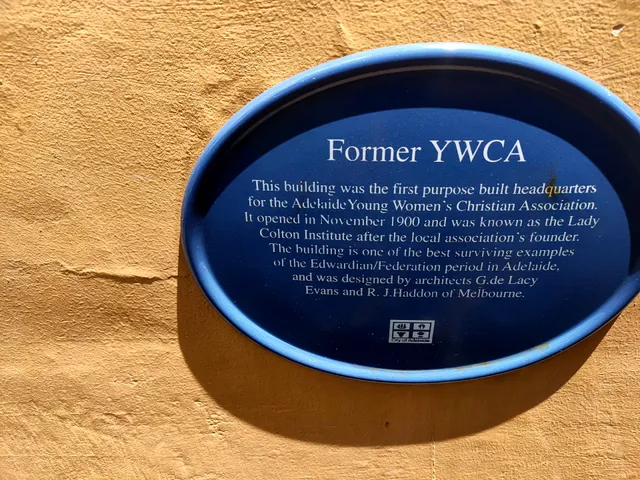 Former YWCA
This building was the first purpose built headquarters
for the Adelaide Young Women's Christian Association.
It opened in November 1900 and was known as the Lady
Colton Institute after the local association's founder.
The building is one of the best surviving examples
of the Edwardian/Federation period in Adelaide,
and was designed by architects G.de Lacy
Evans and R. J.Haddon of Melbourne.